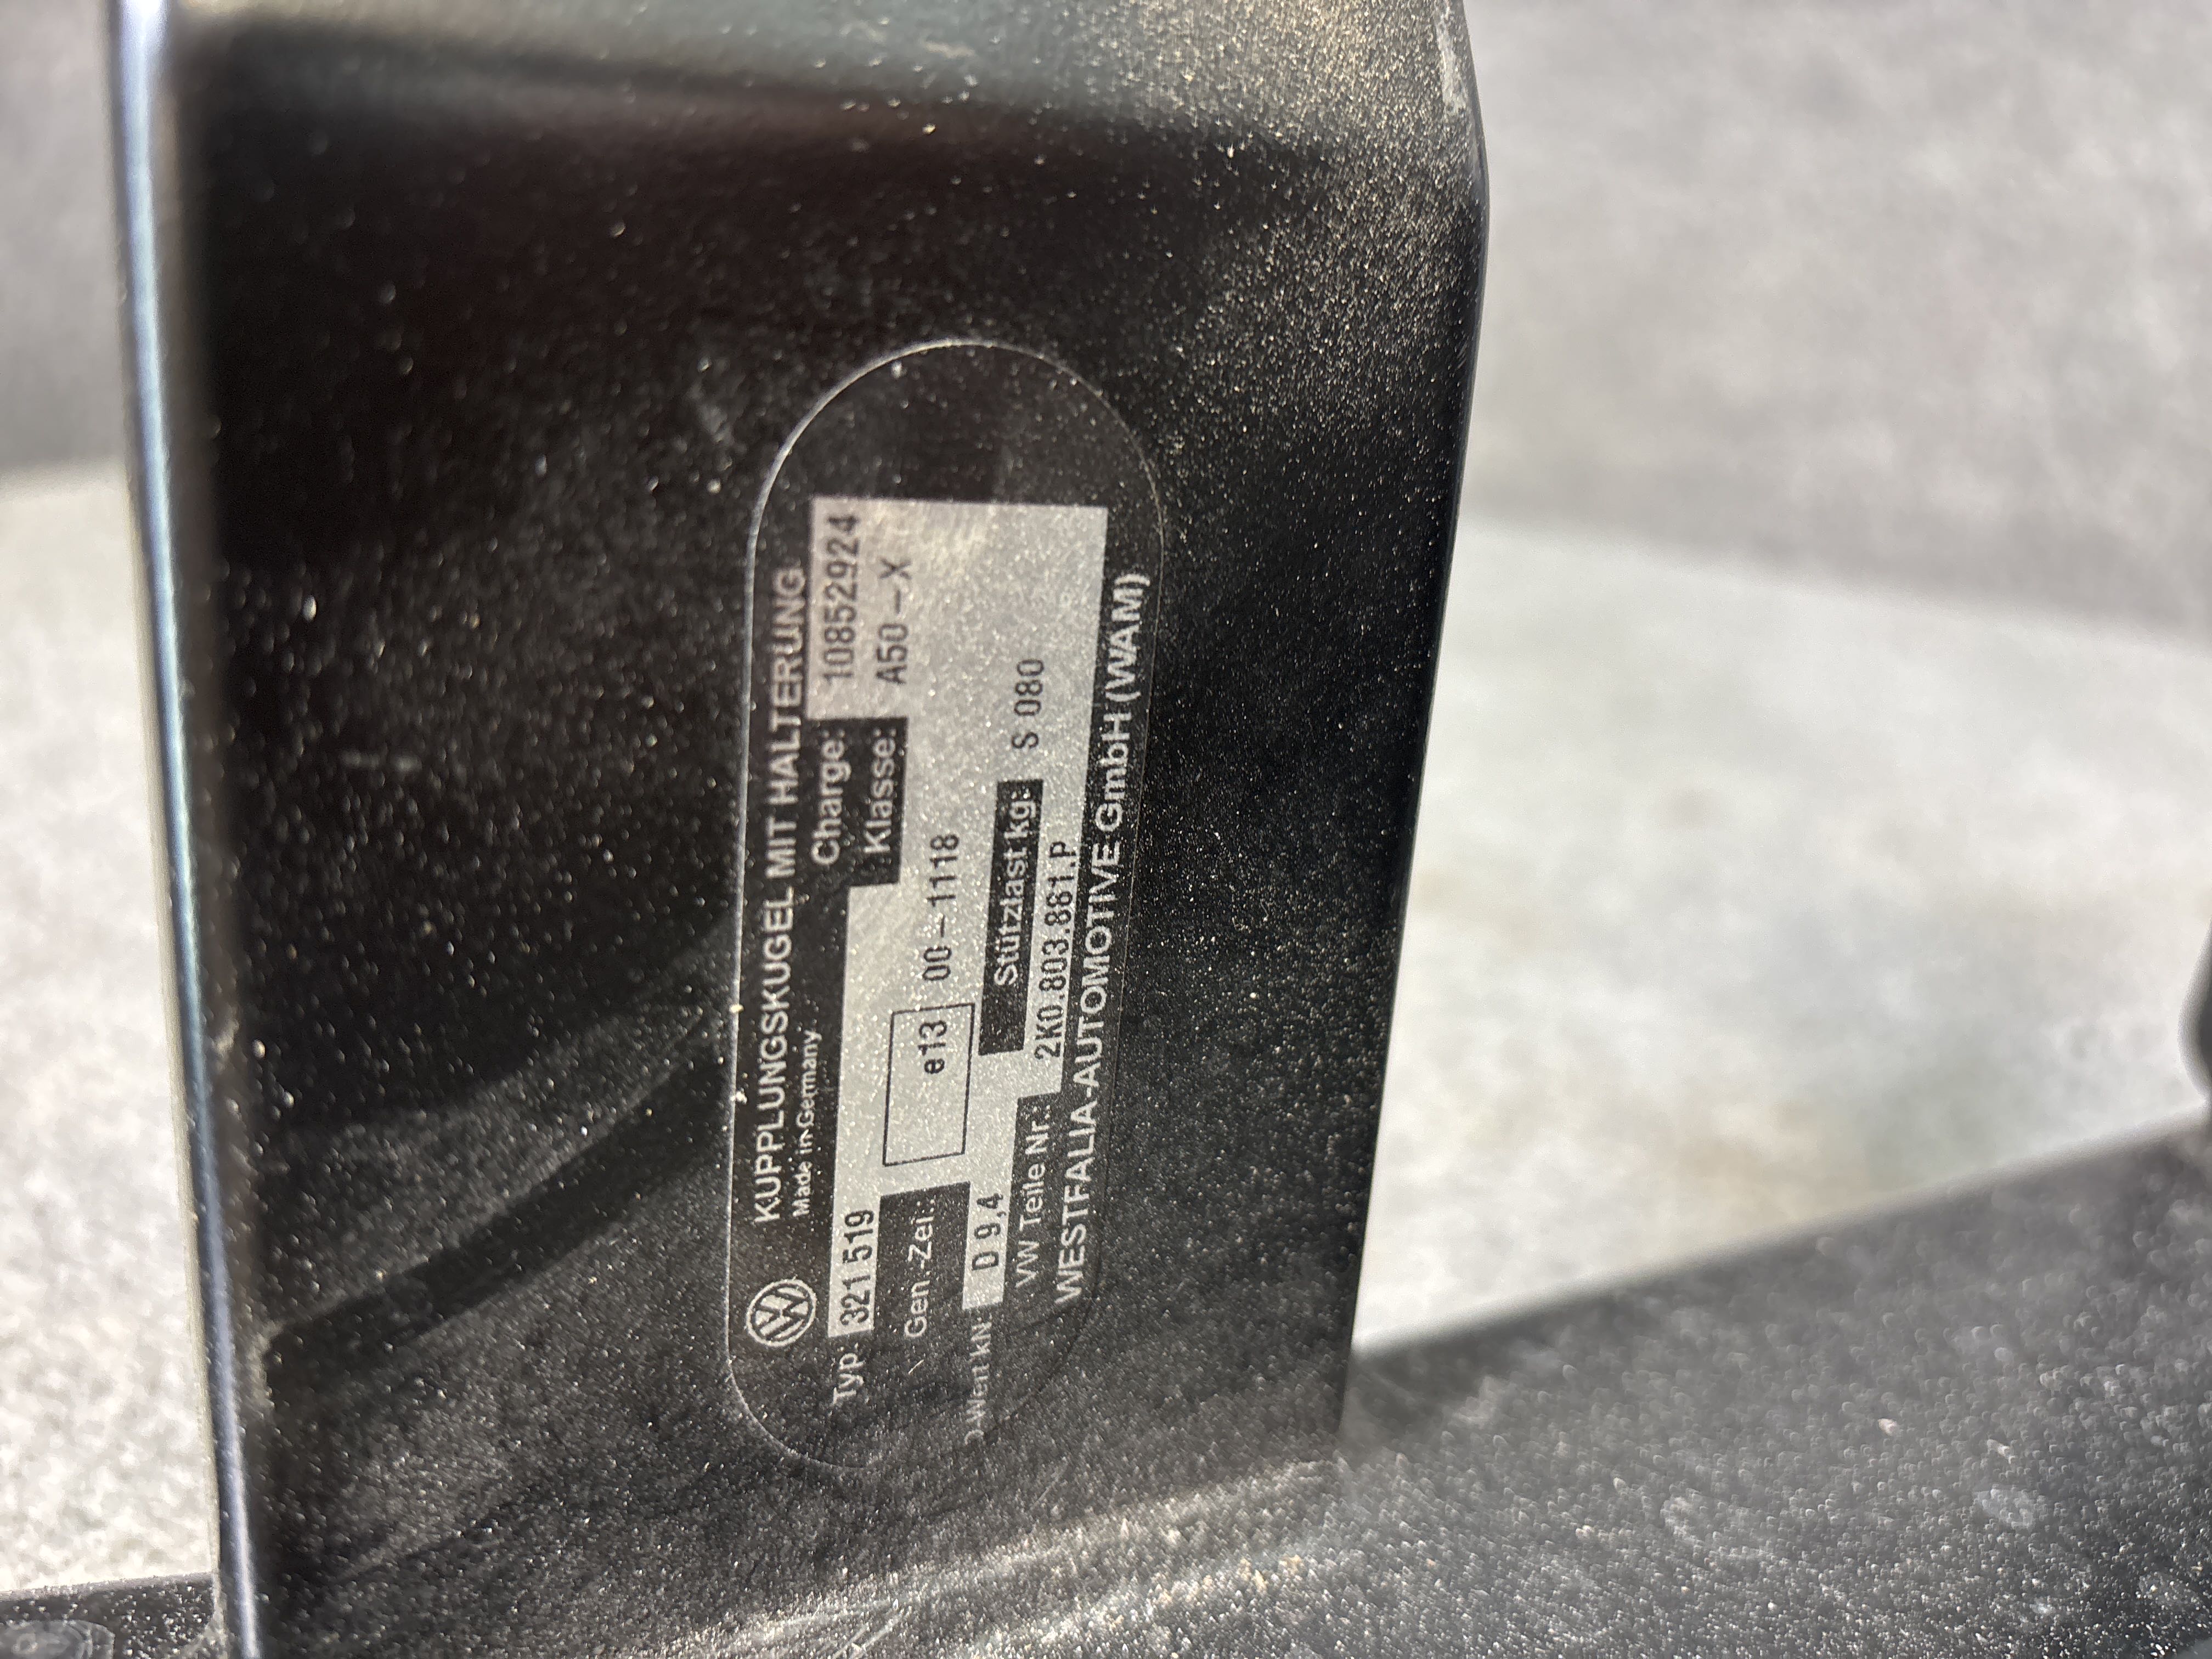 KUPPLUNGSKUGEL MIT HALTERUNG
Made in Germany Charge: 10852924
Typ: 321 519 Klasse: A50-X
Gen.-Zei.: e13 00-1118
D-Wert kN: D 9,4 Stützlast kg: S 080
VW Teile Nr.: 2K0.803.861.P
WESTFALIA-AUTOMOTIVE GmbH (WAM)